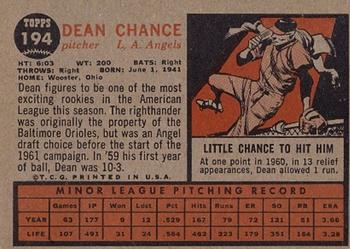 TOPPS
194
DEAN CHANCE
pitcher L. A. Angels
HT: 6:03 WT: 200 BATS: Right
THROWS: Right BORN: June 1, 1941
HOME: Wooster, Ohio
Dean figures to be one of the
most exciting rookies in the American
League this season. The righthander
was originally the property of the
Baltimore Orioles, but was an Angel
draft choice before the start of the
1961 campaign. In '59 his first year
of ball, Dean was 10-3.
©T.C.G. PRINTED IN U.S.A.
LITTLE CHANCE TO HIT HIM
At one point in 1960, in 13 relief
appearances, Dean allowed 1 run.
MINOR LEAGUE PITCHING RECORD
Games IP Won Lost Pct. Hits R ER SO BB ERA
YEAR 63 177 9 12 .529 167 79 72 121 80 3.66
LIFE 107 491 31 24 .564 463 223 179 351 184 3.28